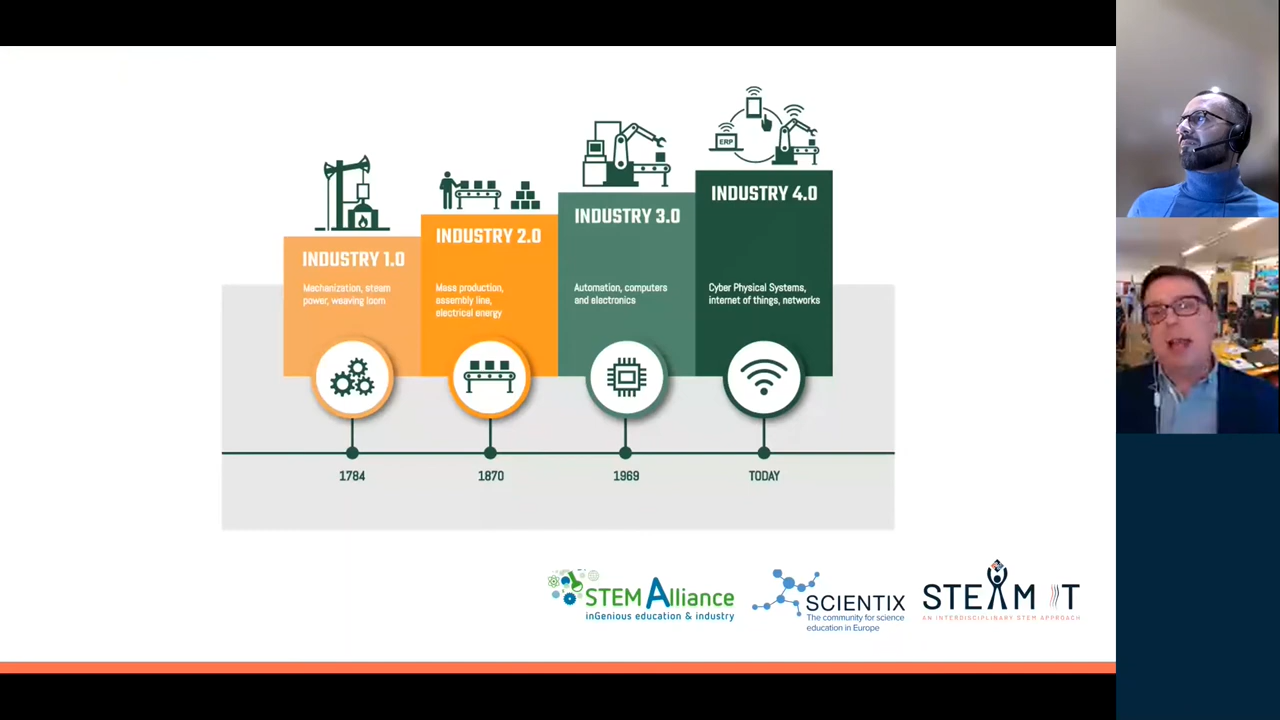 ERP
INDUSTRY 1.0
Mechanization, steam
power, weaving loom
INDUSTRY 2.0
Mass production,
assembly line,
electrical energy
INDUSTRY 3.0
Automation, computers
and electronics
INDUSTRY 4.0
Cyber Physical Systems,
internet of things, networks
1784
1870
1969
TODAY
STEM Alliance
inGenious education & industry
SCIENTIX
The community for science
education in Europe
STEAM IT
AN INTERDISCIPLINARY STEM APPROACH